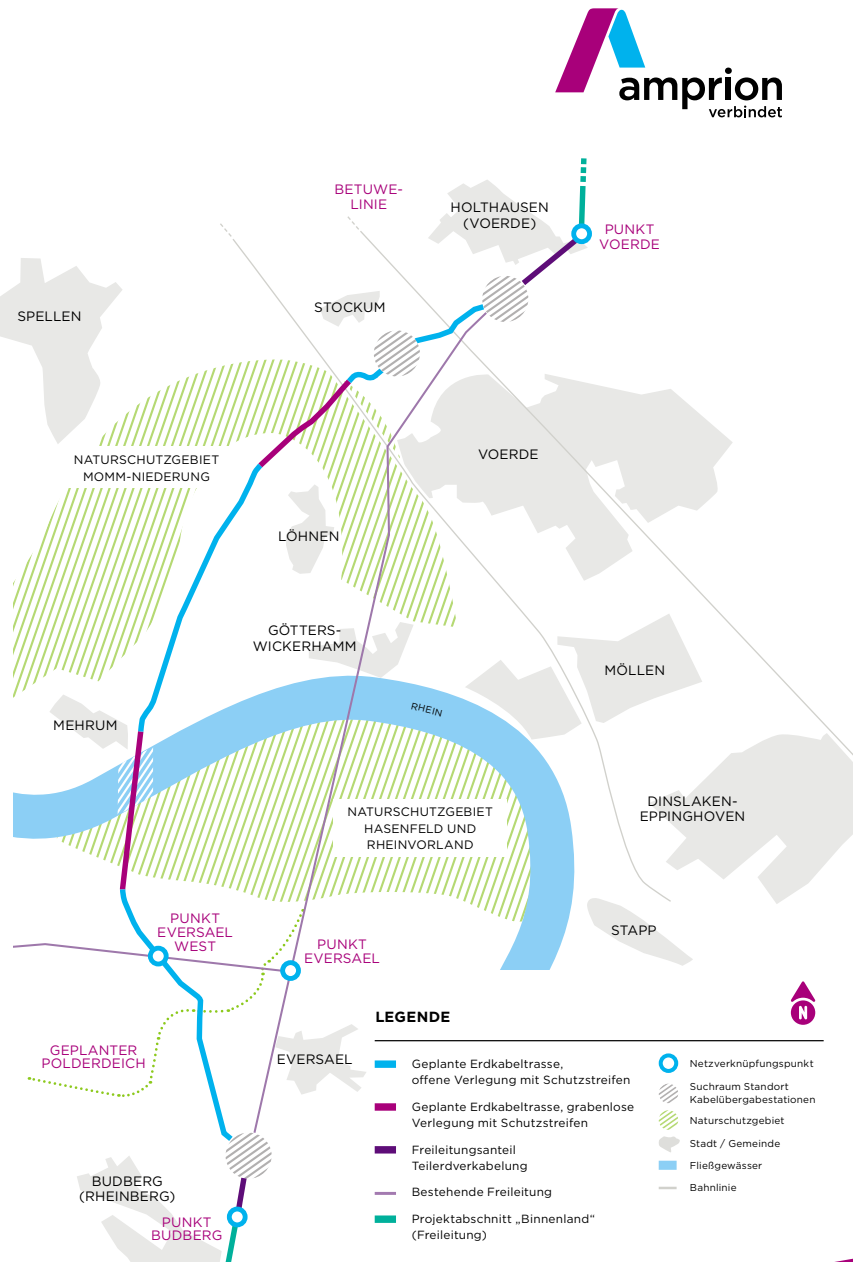 amprion
verbindet
BETUWE-
LINIE
HOLTHAUSEN
(VOERDE)
PUNKT
VOERDE
SPELLEN
STOCKUM
VOERDE
NATURSCHUTZGEBIET
MOMM-NIEDERUNG
LÖHNEN
GÖTTERS-
WICKERHAMM
MÖLLEN
RHEIN
MEHRUM
NATURSCHUTZGEBIET
HASENFELD UND
RHEINVORLAND
DINSLAKEN-
EPPINGHOVEN
PUNKT
EVERSAEL
WEST
PUNKT
EVERSAEL
STAPP
GEPLANTER
POLDERDEICH
EVERSAEL
BUDBERG
(RHEINBERG)
PUNKT
BUDBERG
LEGENDE
N
Geplante Erdkabeltrasse,
offene Verlegung mit Schutzstreifen
Geplante Erdkabeltrasse, grabenlose
Verlegung mit Schutzstreifen
Freileitungsanteil
Teilerdverkabelung
Bestehende Freileitung
Projektabschnitt „Binnenland“
(Freileitung)
Netzverknüpfungspunkt
Suchraum Standort
Kabelübergabestationen
Naturschutzgebiet
Stadt / Gemeinde
Fließgewässer
Bahnlinie